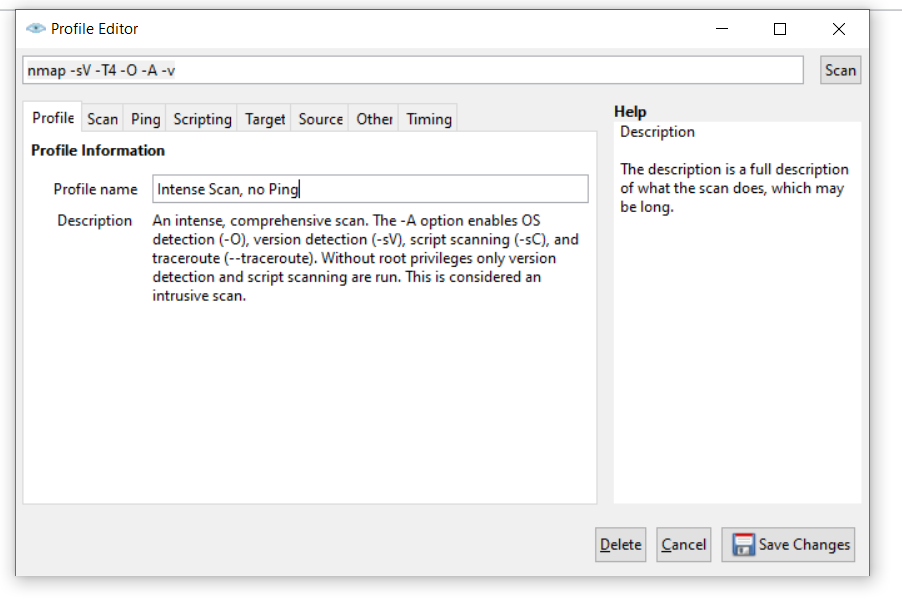 Profile Editor
nmap -sV -T4 -O -A -v
Scan
Profile
Scan
Ping
Scripting
Target
Source
Other
Timing
Profile Information
Profile name
Intense Scan, no Ping
Description
An intense, comprehensive scan. The -A option enables OS
detection (-O), version detection (-sV), script scanning (-sC), and
traceroute (--traceroute). Without root privileges only version
detection and script scanning are run. This is considered an
intrusive scan.
Help
Description
The description is a full description
of what the scan does, which may
be long.
Delete
Cancel
Save Changes